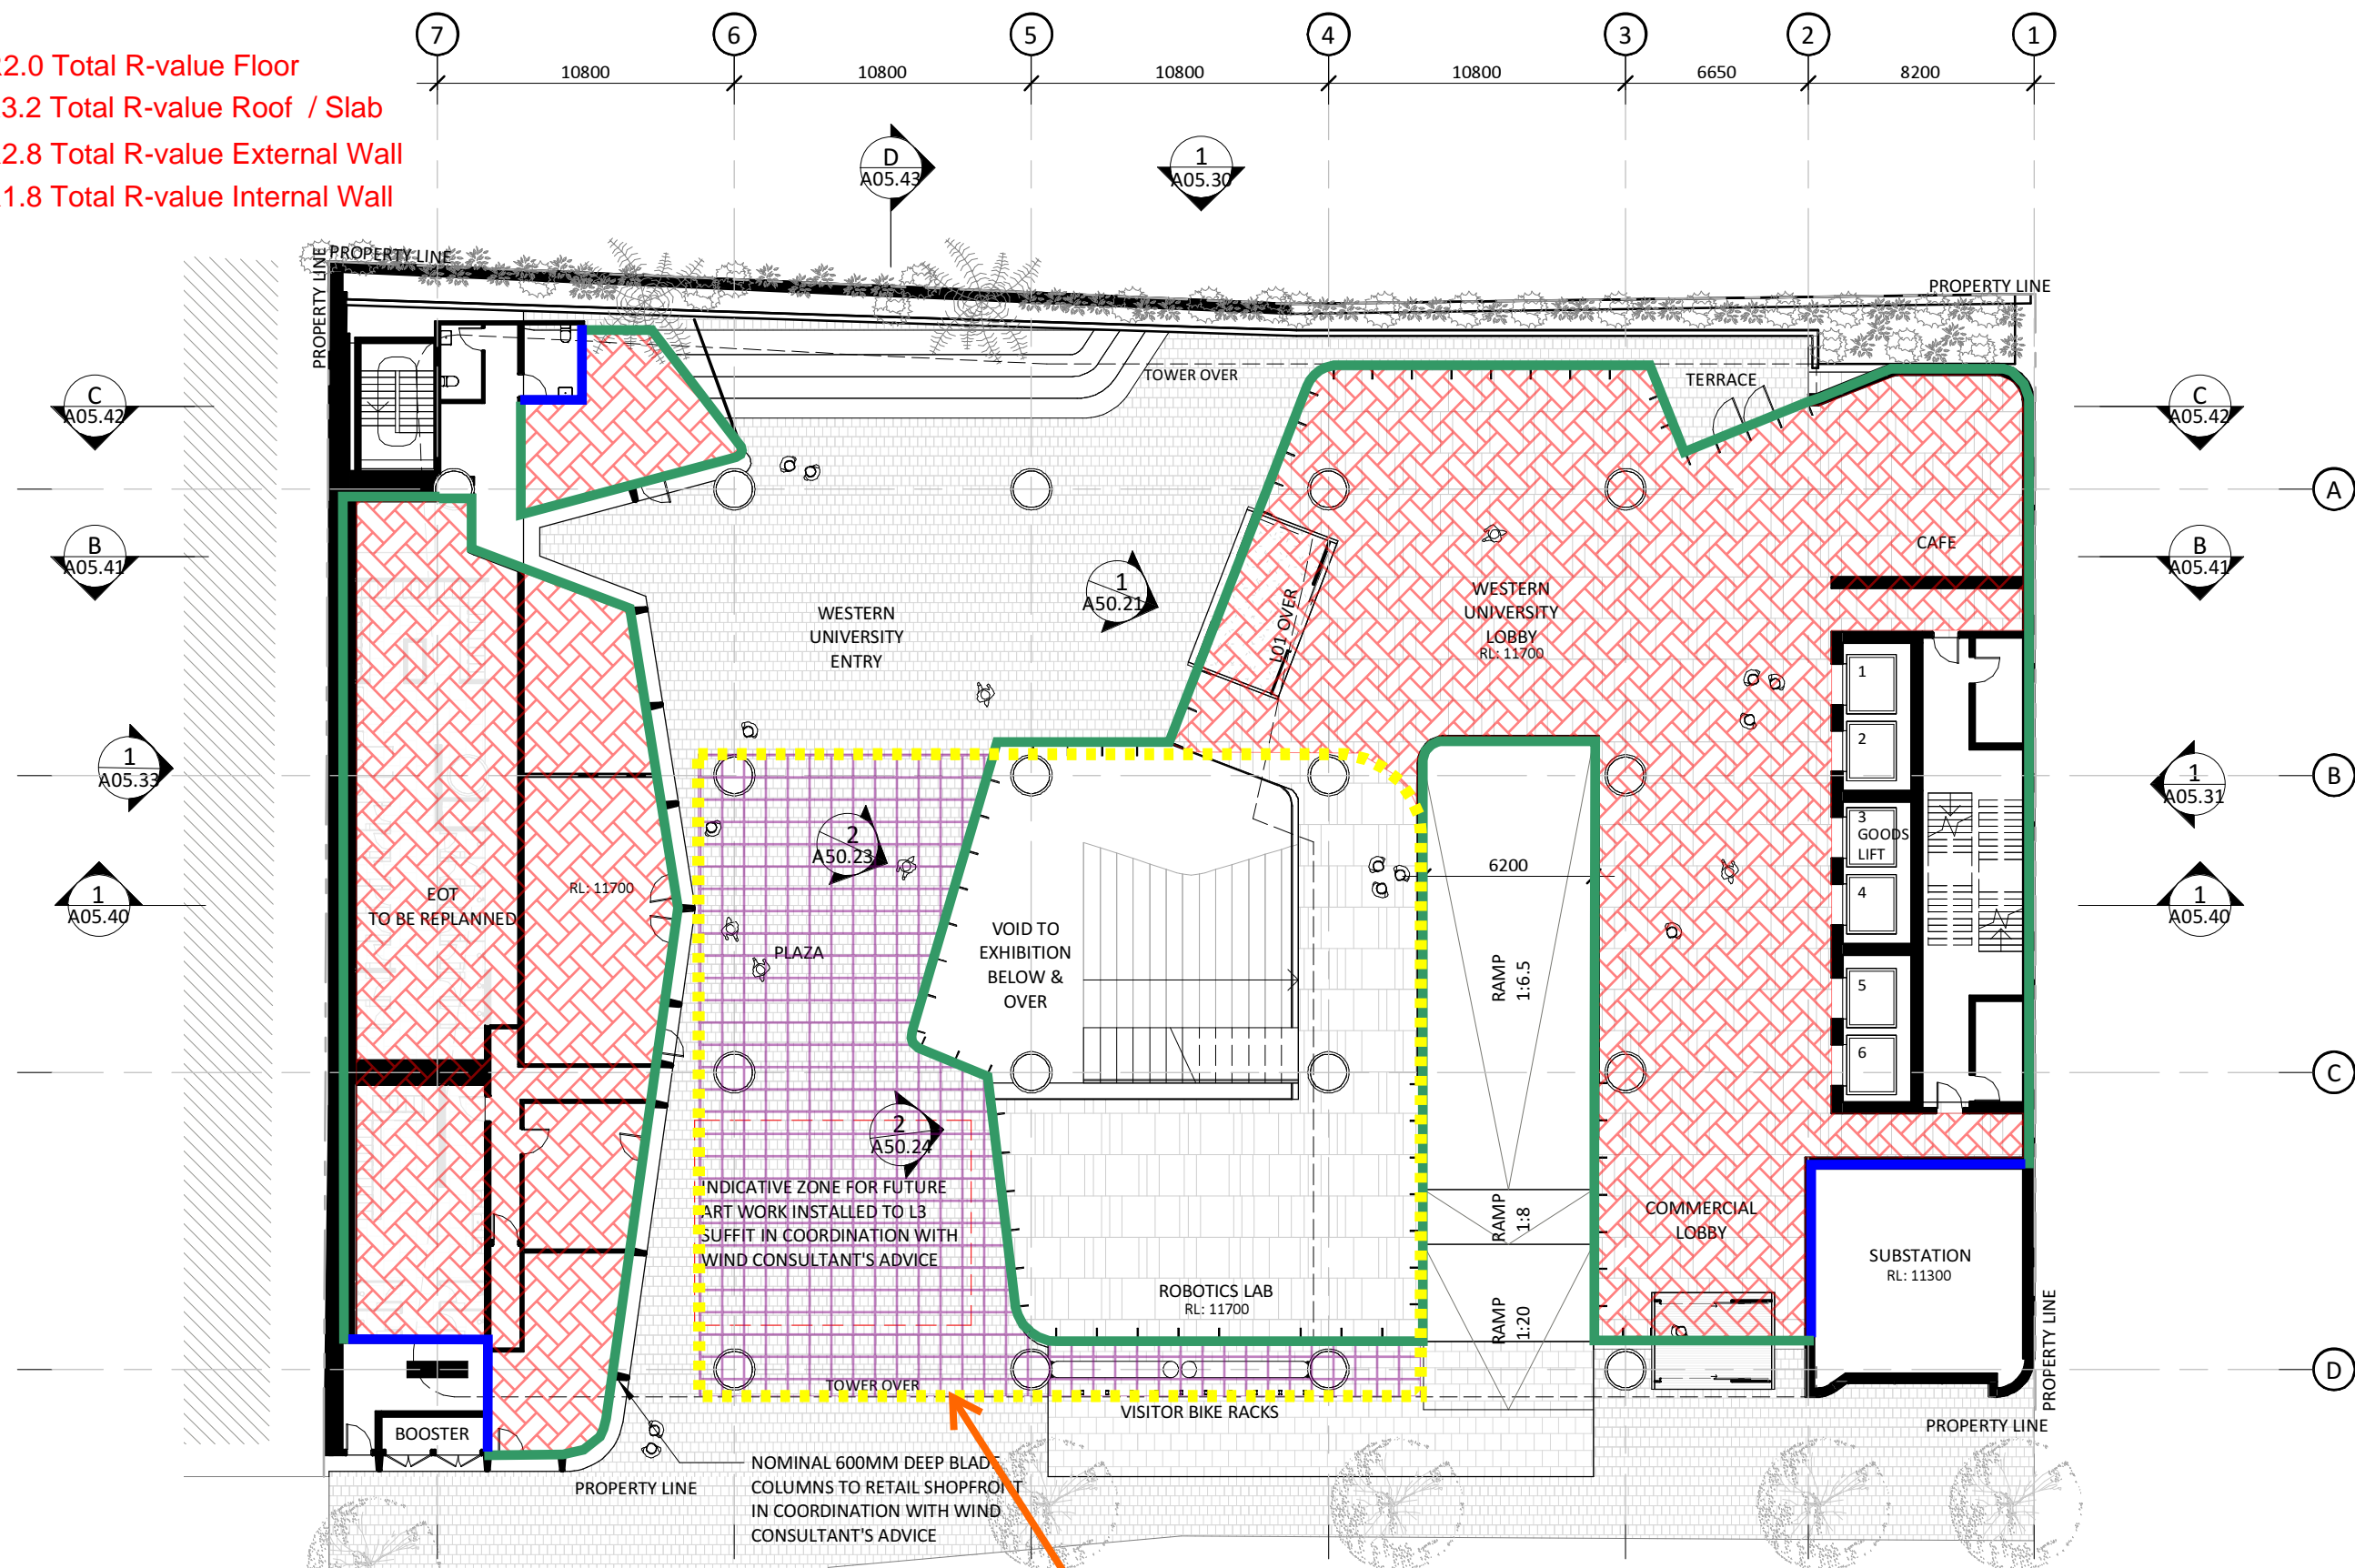 7
6
5
4
3
2
1
2.0 Total R-value Floor
3.2 Total R-value Roof / Slab
2.8 Total R-value External Wall
1.8 Total R-value Internal Wall
10800
10800
10800
10800
6650
8200
D
A05.43
1
A05.30
PROPERTY LINE
PROPERTY LINE
PROPERTY LINE
TOWER OVER
TERRACE
C
A05.42
C
A05.42
A
B
A05.41
B
A05.41
CAFE
1
A50.21
WESTERN
UNIVERSITY
ENTRY
L01 OVER
WESTERN
UNIVERSITY
LOBBY
RL: 11700
1
2
3
GOODS
LIFT
4
5
6
1
A05.33
1
A05.31
B
2
A50.23
6200
EOT
TO BE REPLANNED
RL: 11700
1
A05.40
1
A05.40
PLAZA
VOID TO
EXHIBITION
BELOW &
OVER
RAMP
1:6.5
C
2
A50.24
INDICATIVE ZONE FOR FUTURE
ART WORK INSTALLED TO L3
SUFFIT IN COORDINATION WITH
WIND CONSULTANT'S ADVICE
RAMP
1:8
COMMERCIAL
LOBBY
SUBSTATION
RL: 11300
ROBOTICS LAB
RL: 11700
RAMP
1:20
PROPERTY LINE
D
TOWER OVER
VISITOR BIKE RACKS
BOOSTER
PROPERTY LINE
PROPERTY LINE
NOMINAL 600MM DEEP BLADE
COLUMNS TO RETAIL SHOPFRONT
IN COORDINATION WITH WIND
CONSULTANT'S ADVICE